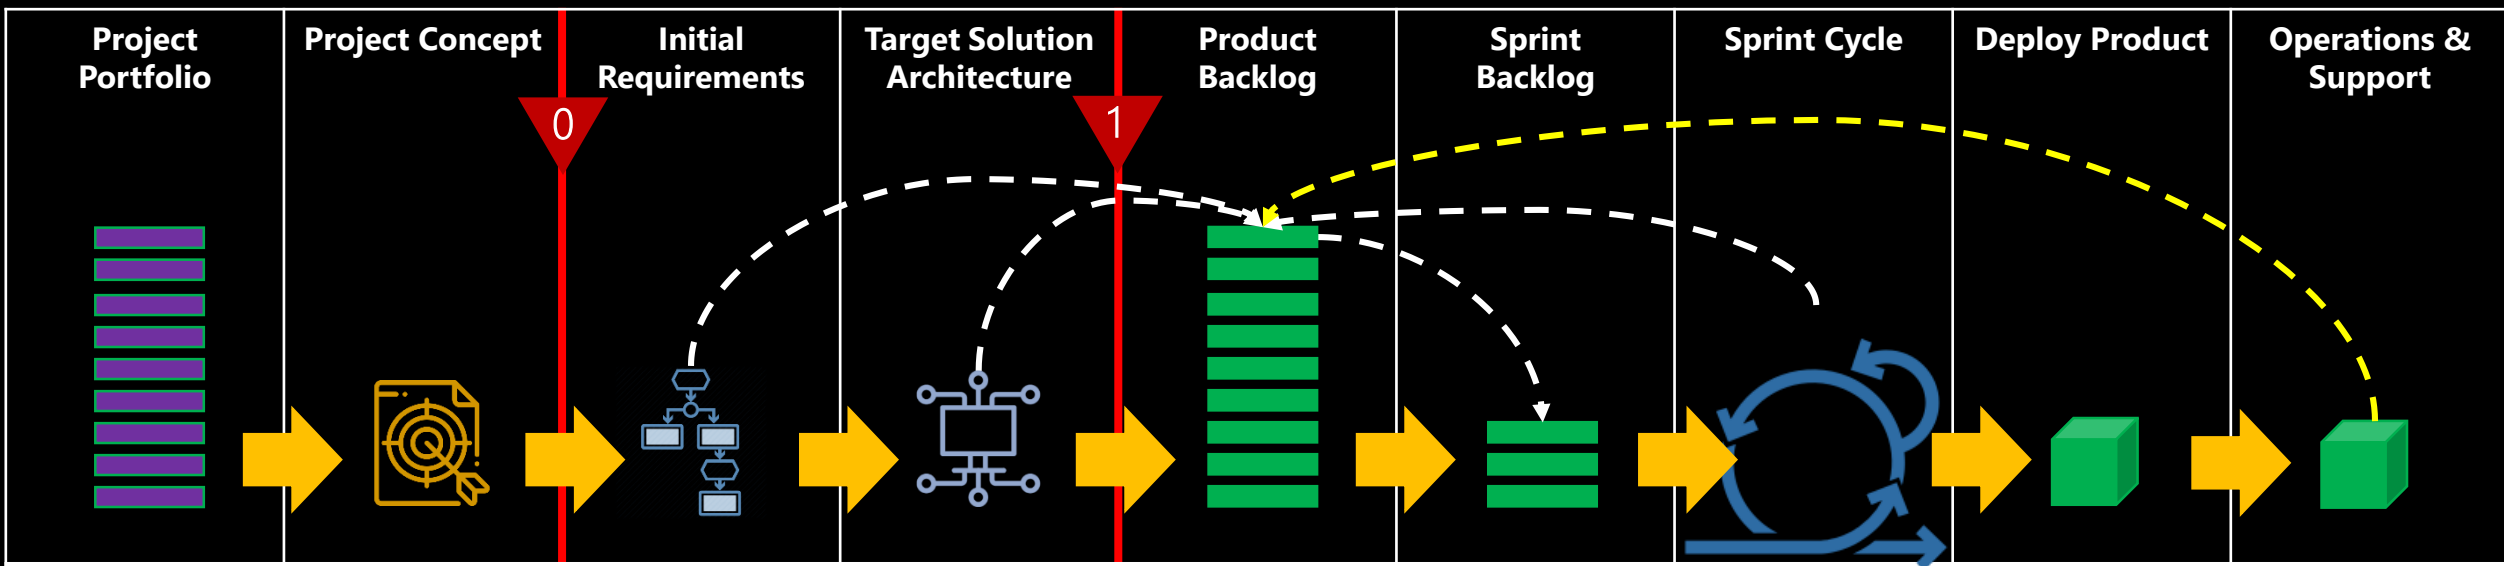 Project
Portfolio
Project Concept
Initial
Requirements
Target Solution
Architecture
Product
Backlog
Sprint
Backlog
Sprint Cycle
Deploy Product
Operations &
Support
0
1